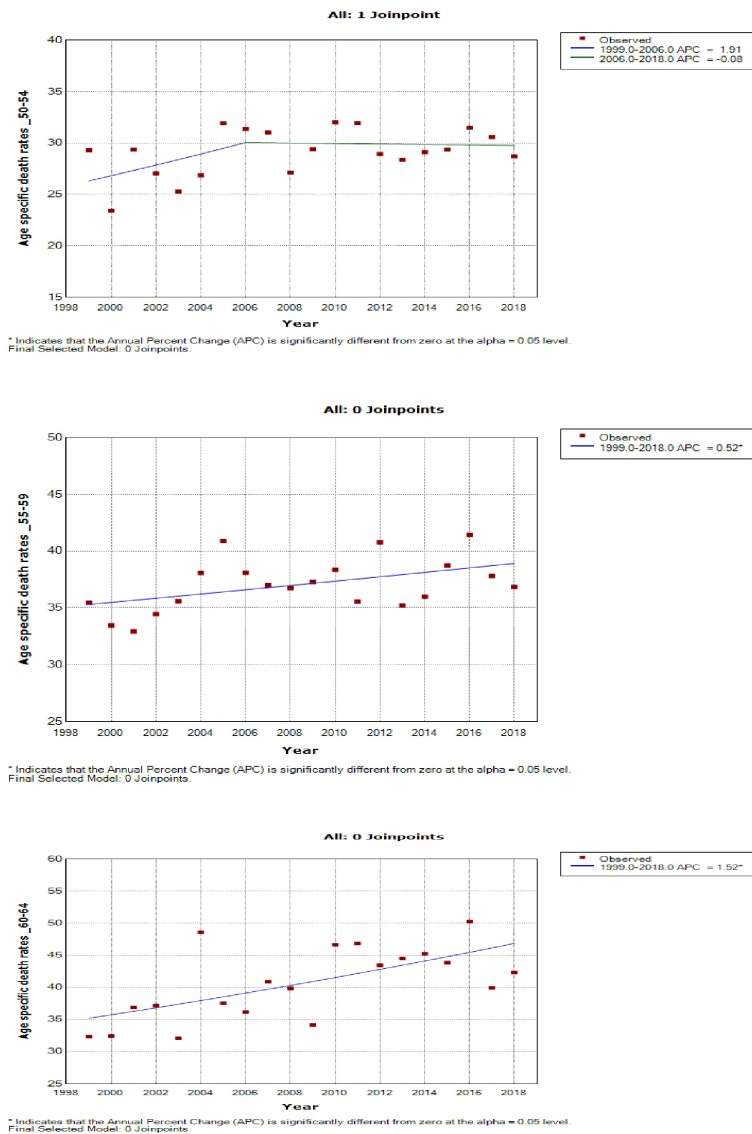 All: 1 Joinpoint
Observed
1999.0-2006.0 APC = 1.91
2006.0-2018.0 APC = -0.08
Age specific death rates _50-54
40
35
30
25
20
15
1998 2000 2002 2004 2006 2008 2010 2012 2014 2016 2018
Year
* Indicates that the Annual Percent Change (APC) is significantly different from zero at the alpha = 0.05 level.
Final Selected Model: 0 Joinpoints.
All: 0 Joinpoints
Observed
1999.0-2018.0 APC = 0.52*
Age specific death rates _55-59
50
45
40
35
30
25
1998 2000 2002 2004 2006 2008 2010 2012 2014 2016 2018
Year
* Indicates that the Annual Percent Change (APC) is significantly different from zero at the alpha = 0.05 level.
Final Selected Model: 0 Joinpoints.
All: 0 Joinpoints
Observed
1999.0-2018.0 APC = 1.52*
Age specific death rates _60-64
60
55
50
45
40
35
30
25
1998 2000 2002 2004 2006 2008 2010 2012 2014 2016 2018
Year
* Indicates that the Annual Percent Change (APC) is significantly different from zero at the alpha = 0.05 level.
Final Selected Model: 0 Joinpoints.